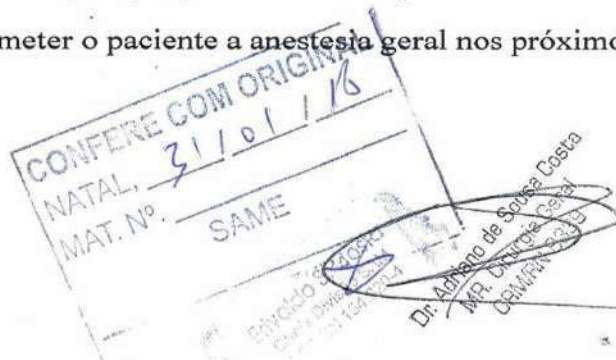 meter o paciente a anestesia geral nos próximo
CONFERE COM ORIGINAL
NATAL, 31/01/18
MAT. Nº.
SAME
Dr. Adriano de Sousa Costa
MR. Cirurgia Geral
CRM/RN